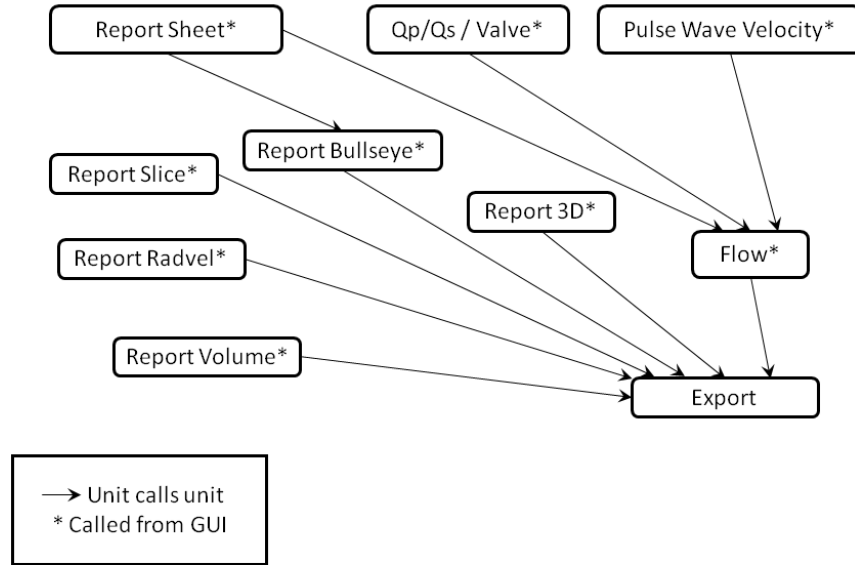 Report Sheet*
Qp/Qs / Valve*
Pulse Wave Velocity*
Report Bullseye*
Report Slice*
Report 3D*
Report Radvel*
Flow*
Report Volume*
Export
Unit calls unit
* Called from GUI